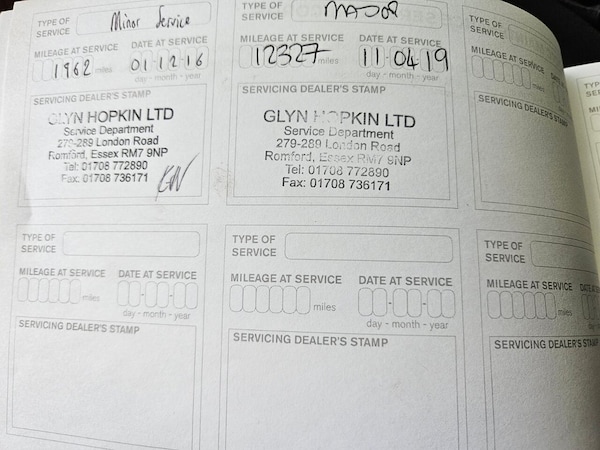 TYPE OF SERVICE Minor Service
MILEAGE AT SERVICE DATE AT SERVICE
1962 miles 01-12-16
day - month - year
SERVICING DEALER'S STAMP
GLYN HOPKIN LTD
Service Department
279-289 London Road
Romford, Essex RM7 9NP
Tel: 01708 772890
Fax: 01708 736171
TYPE OF SERVICE MAJOR
MILEAGE AT SERVICE DATE AT SERVICE
12327 miles 11 04 19
day - month - year
SERVICING DEALER'S STAMP
GLYN HOPKIN LTD
Service Department
279-289 London Road
Romford, Essex RM7 9NP
Tel: 01708 772890
Fax: 01708 736171
TYPE OF SERVICE
MILEAGE AT SERVICE
miles
SERVICING DEALER'S STAMP
TYPE OF
SERVICE
MILEAGE AT SERVICE DATE AT SERVICE
miles
day - month - year
SERVICING DEALER'S STAMP
TYPE OF
SERVICE
MILEAGE AT SERVICE DATE AT SERVICE
miles
day - month - year
SERVICING DEALER'S STAMP
TYPE OF
SERVICE
MILEAGE AT SERVICE
miles
SERVICING DEALER'S STAMP